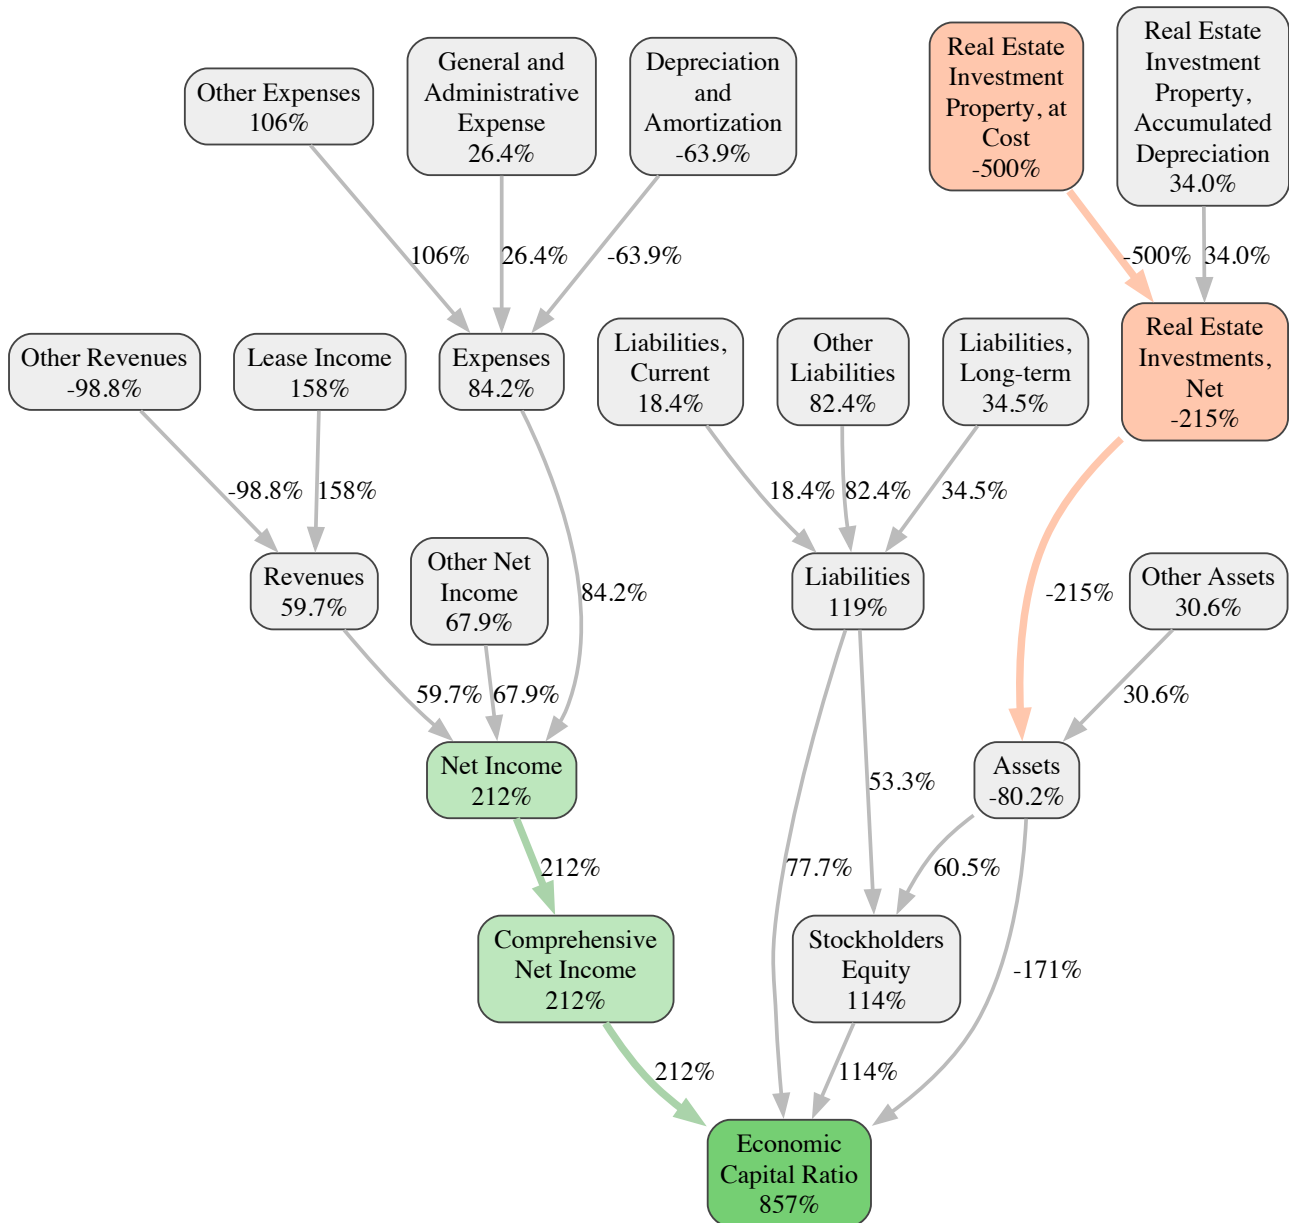 Real Estate
Investment
Property, at
Cost
-500%
Real Estate
Investment
Property,
Accumulated
Depreciation
34.0%
Other Expenses
106%
General and
Administrative
Expense
26.4%
Depreciation
and
Amortization
-63.9%
106%
26.4%
-63.9%
-500%
34.0%
Other Revenues
-98.8%
Lease Income
158%
Expenses
84.2%
Liabilities,
Current
18.4%
Other
Liabilities
82.4%
Liabilities,
Long-term
34.5%
Real Estate
Investments,
Net
-215%
-98.8%
158%
18.4%
82.4%
34.5%
Revenues
59.7%
Other Net
Income
67.9%
84.2%
Liabilities
119%
-215%
Other Assets
30.6%
59.7%
67.9%
30.6%
Net Income
212%
53.3%
Assets
-80.2%
212%
77.7%
60.5%
Comprehensive
Net Income
212%
Stockholders
Equity
114%
-171%
212%
114%
Economic
Capital Ratio
857%